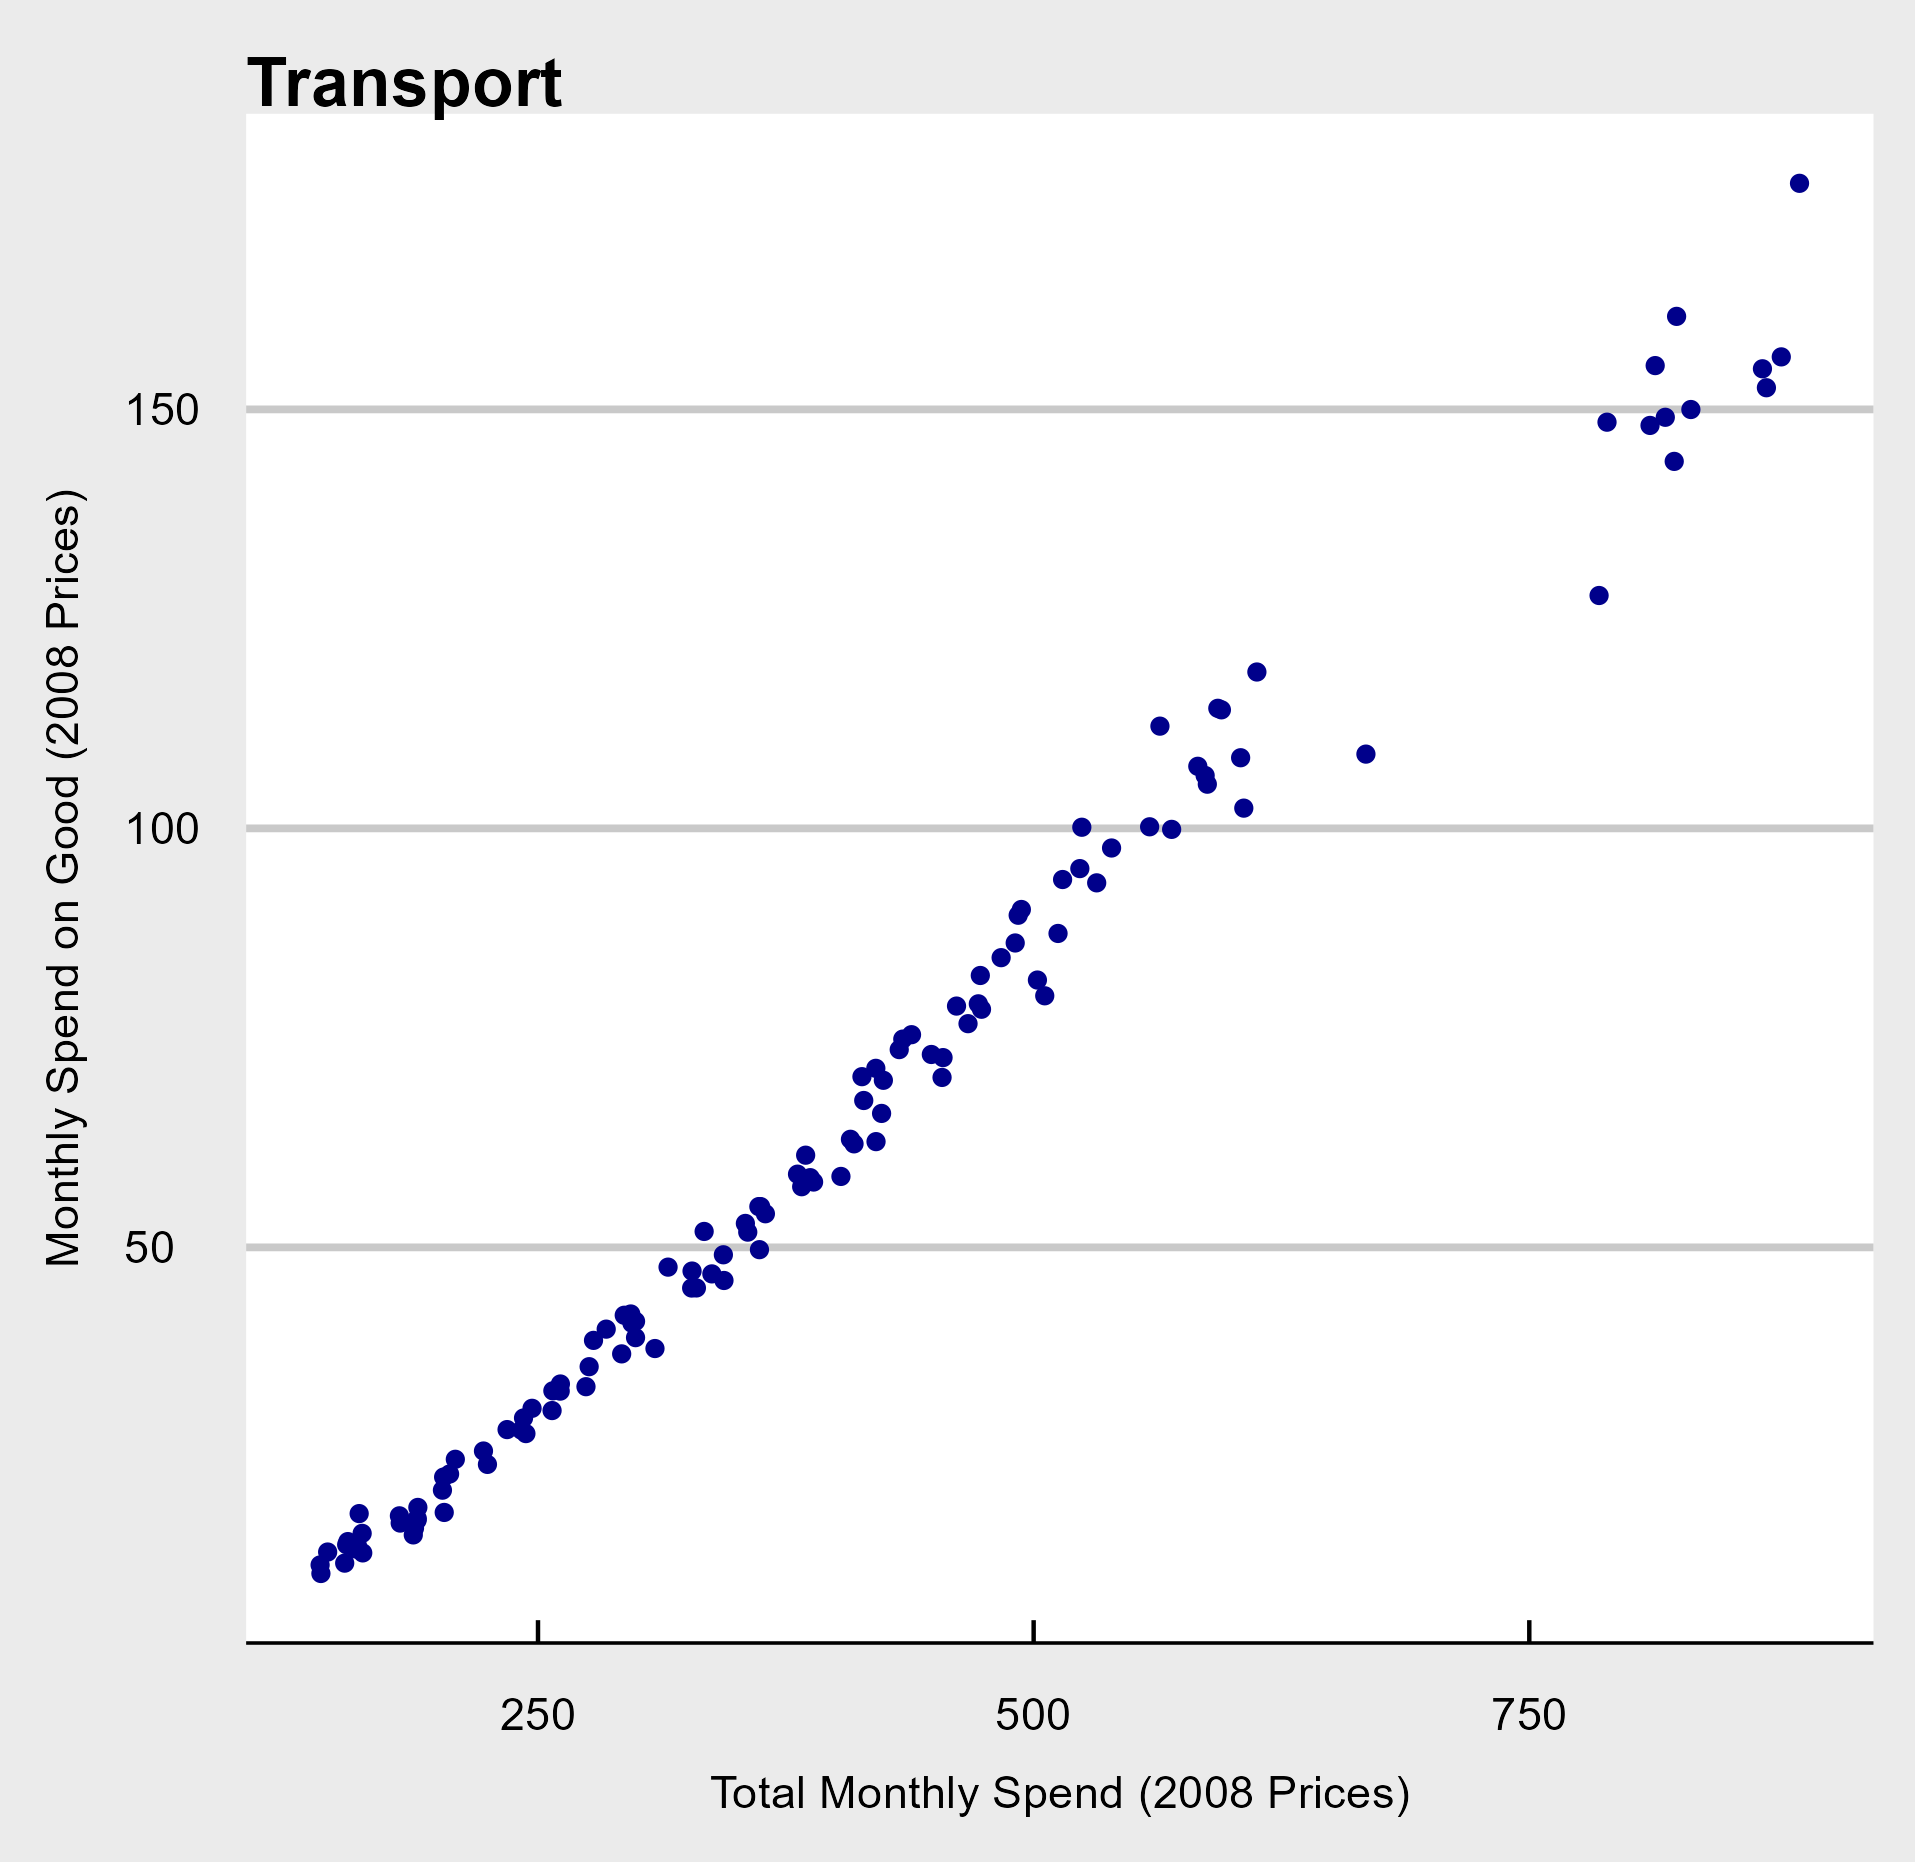 Transport
150
100
50
Monthly Spend on Good (2008 Prices)
250 500 750
Total Monthly Spend (2008 Prices)